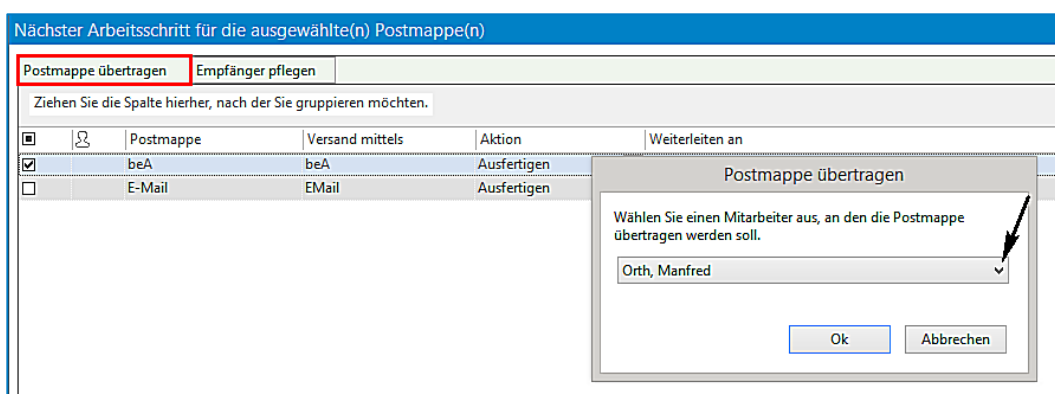 Nächster Arbeitsschritt für die ausgewählte(n) Postmappe(n)
Postmappe übertragen Empfänger pflegen
Ziehen Sie die Spalte hierher, nach der Sie gruppieren möchten.
Postmappe Versand mittels Aktion Weiterleiten an
beA beA Ausfertigen
E-Mail EMail Ausfertigen
Postmappe übertragen
Wählen Sie einen Mitarbeiter aus, an den die Postmappe
übertragen werden soll.
Orth, Manfred
Ok Abbrechen